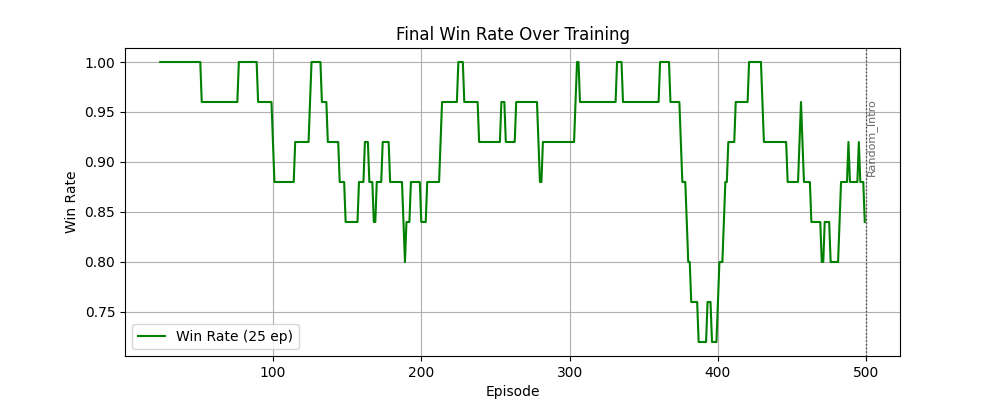 Final Win Rate Over Training
Win Rate
1.00
0.95
0.90
0.85
0.80
0.75
Random_Intro
Win Rate (25 ep)
100
200
300
400
500
Episode